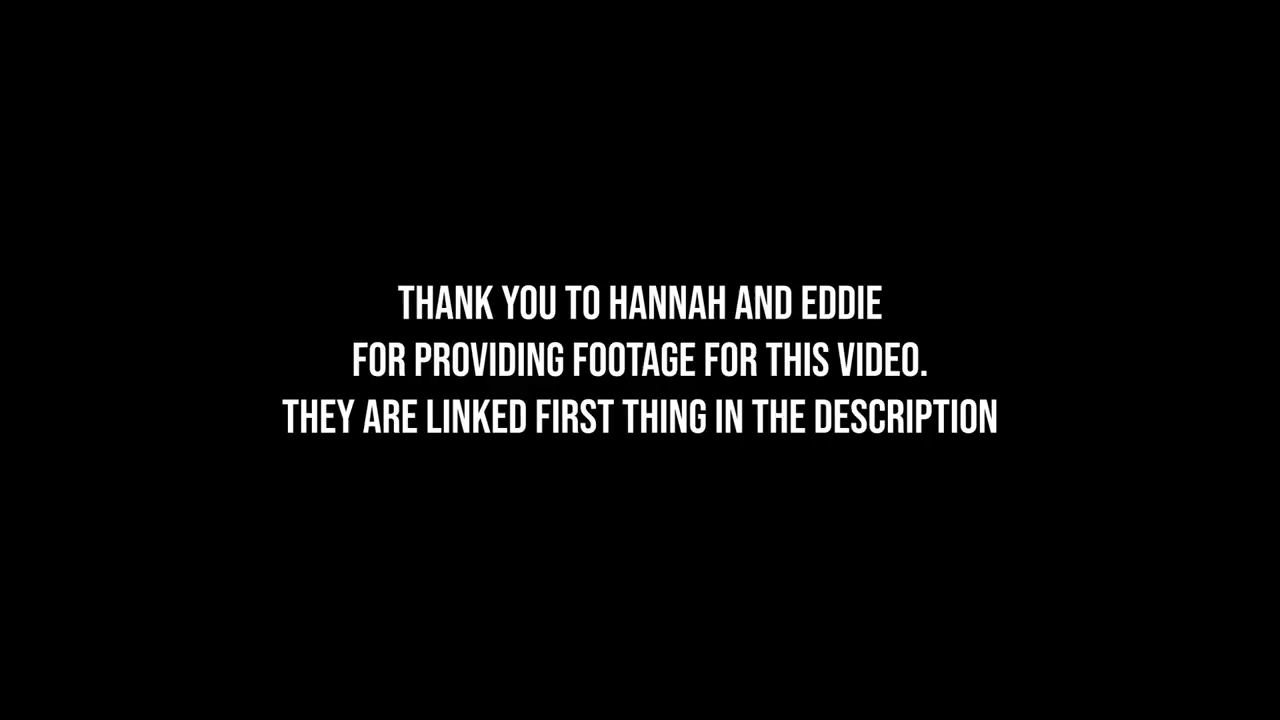 THANK YOU TO HANNAH AND EDDIE
FOR PROVIDING FOOTAGE FOR THIS VIDEO.
THEY ARE LINKED FIRST THING IN THE DESCRIPTION